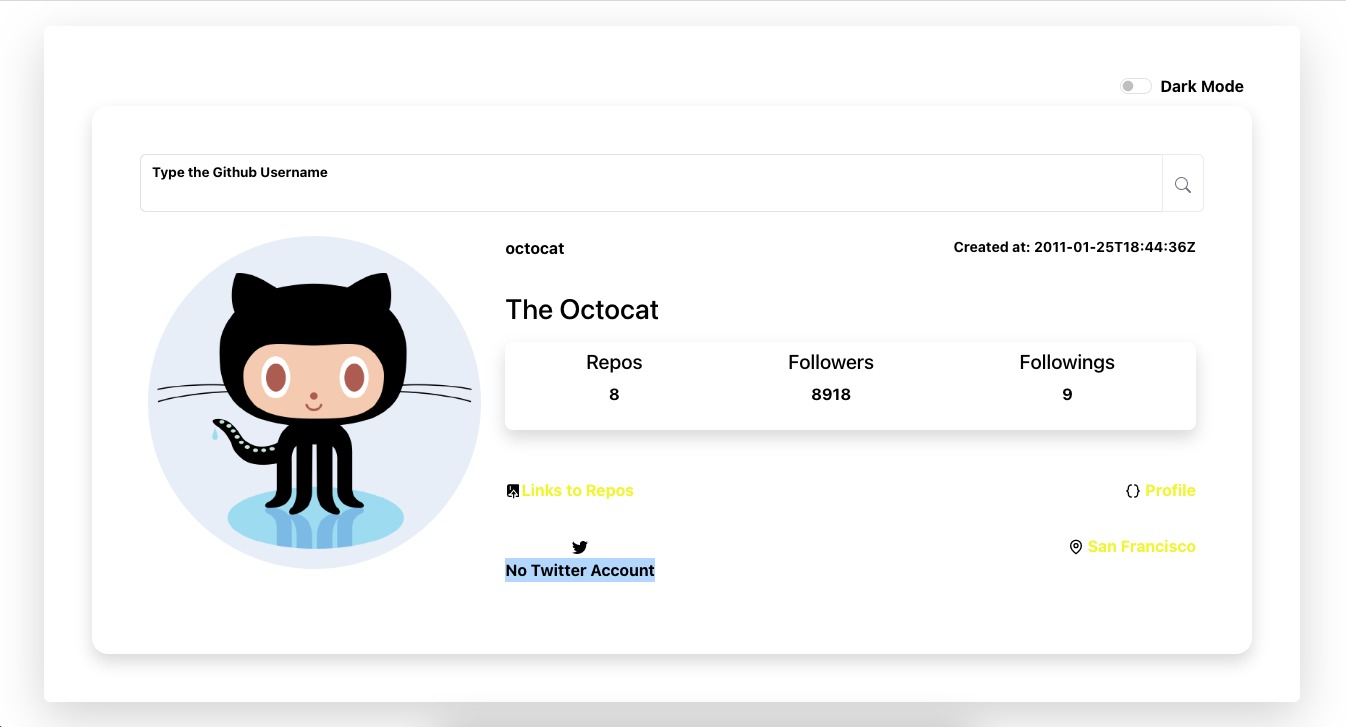 Dark Mode
Type the Github Username
octocat
Created at: 2011-01-25T18:44:36Z
The Octocat
Repos Followers Followings
8 8918 9
Links to Repos
Profile
San Francisco
No Twitter Account